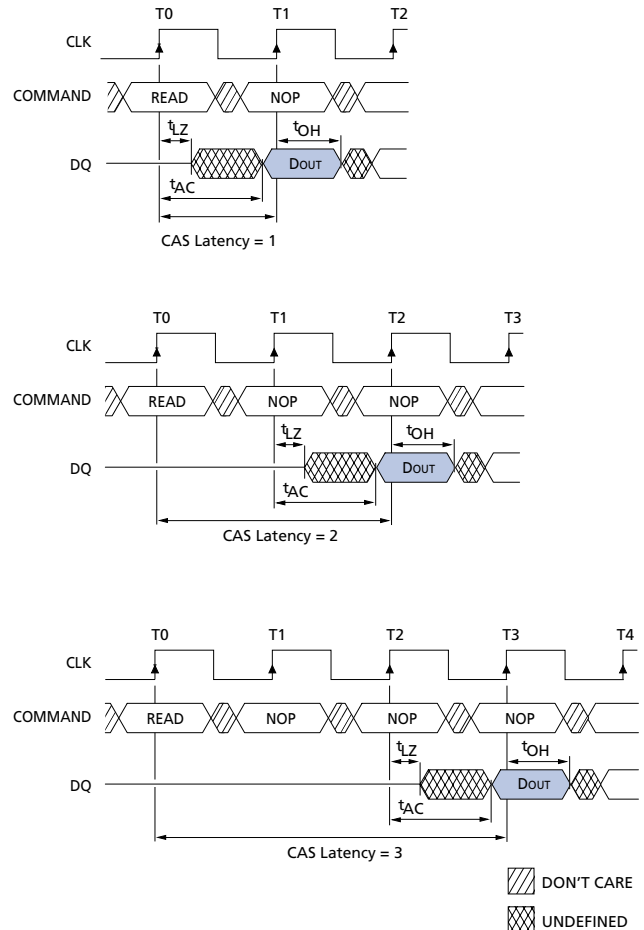 T0 T1 T2
CLK
COMMAND READ NOP
tLZ tOH
DQ DOUT
tAC
CAS Latency = 1
T0 T1 T2 T3
CLK
COMMAND READ NOP NOP
tLZ tOH
DQ DOUT
tAC
CAS Latency = 2
T0 T1 T2 T3 T4
CLK
COMMAND READ NOP NOP NOP
tLZ tOH
DQ DOUT
tAC
CAS Latency = 3
DON'T CARE
UNDEFINED